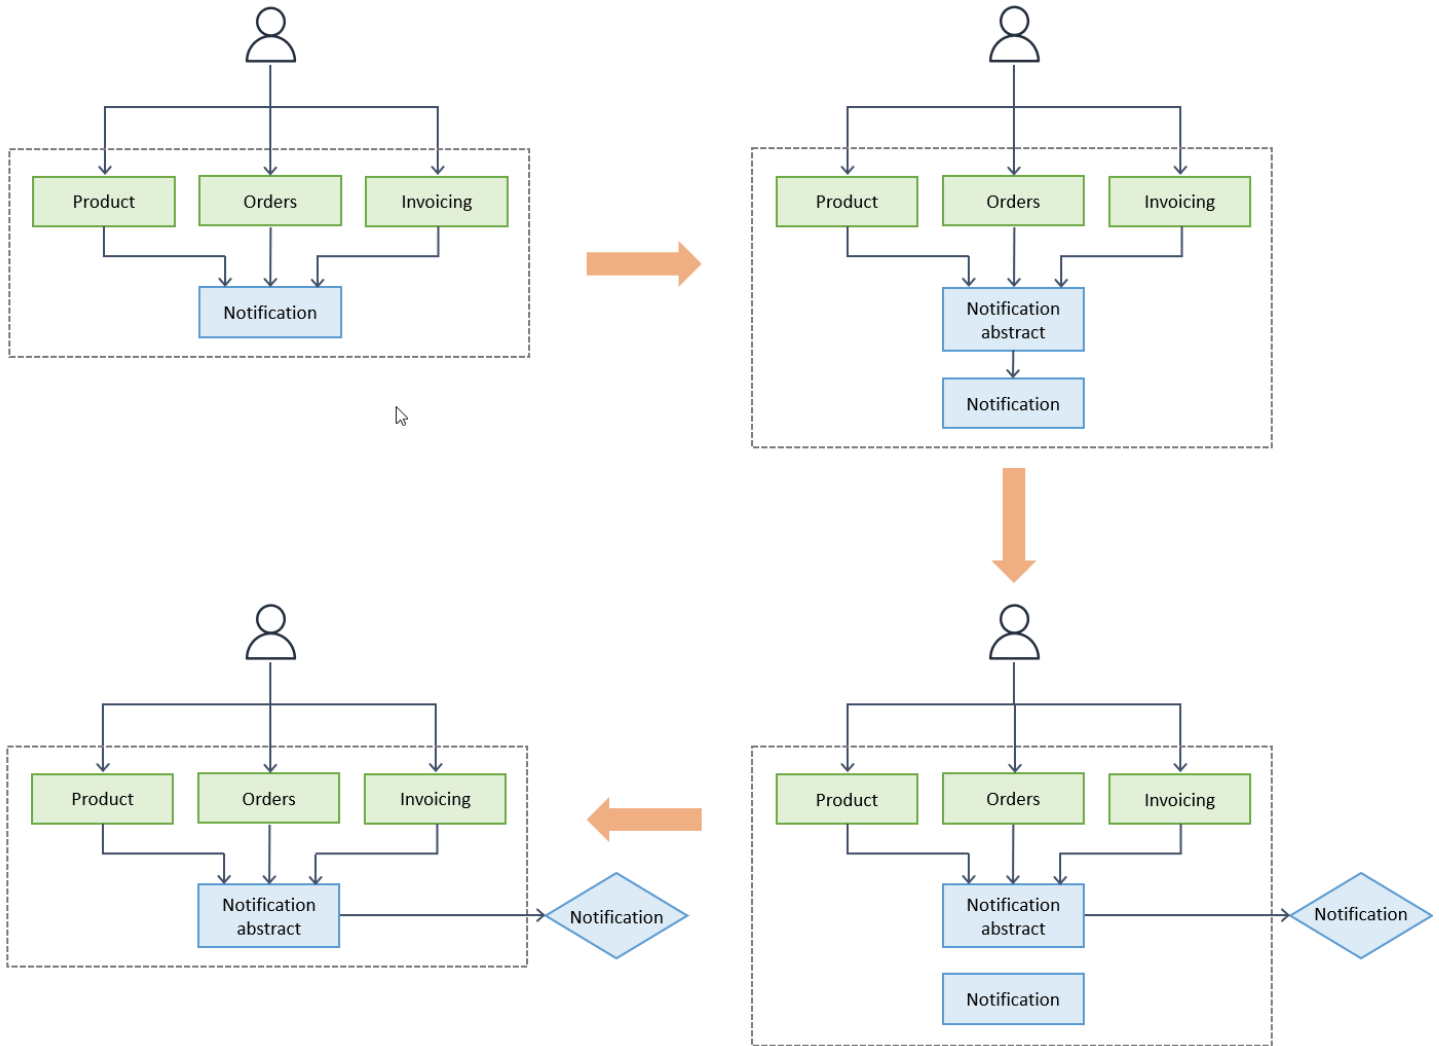 Product
Orders
Invoicing
Notification
Product
Orders
Invoicing
Notification
abstract
Notification
Product
Orders
Invoicing
Notification
abstract
Notification
Product
Orders
Invoicing
Notification
abstract
Notification
Notification